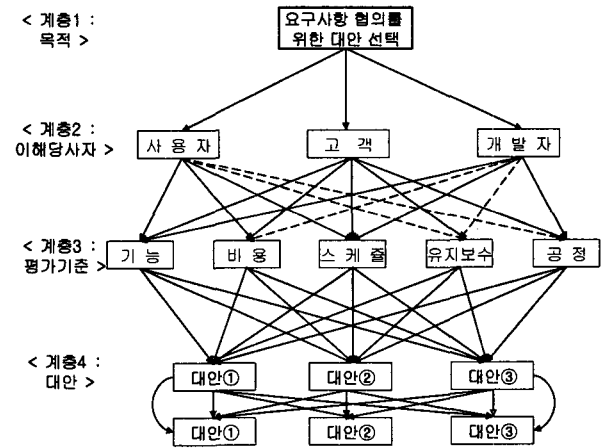 < 계층1 :
목적 >
요구사항 협의를
위한 대안 선택
< 계층2 :
이해당사자 >
사 용 자
고 객
개 발 자
< 계층3 :
평가기준 >
기 능
비 용
스 케 쥴
유지보수
공 정
< 계층4 :
대안 >
대안①
대안②
대안③
대안①
대안②
대안③